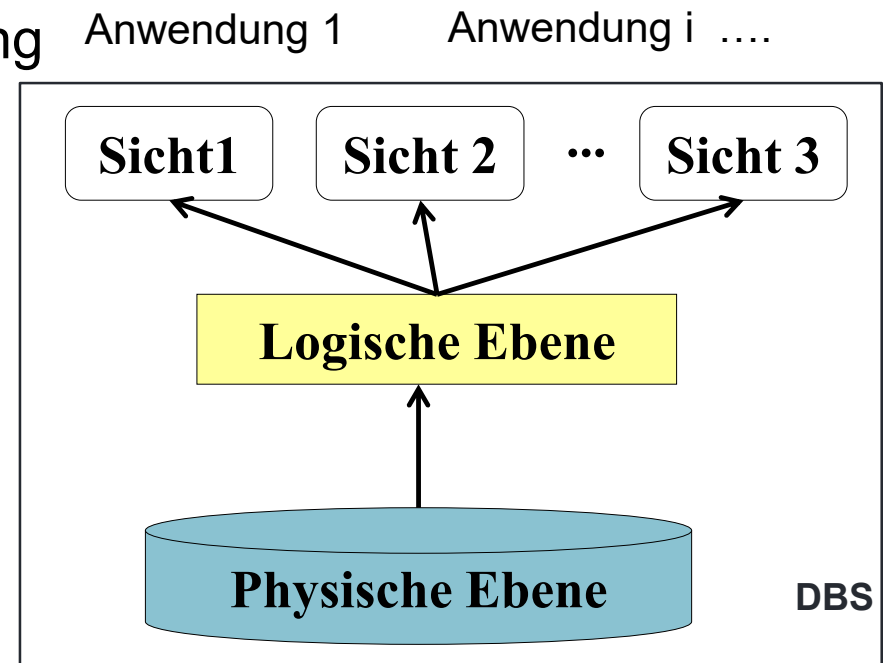 ng Anwendung 1 Anwendung i ….
Sicht1 Sicht 2 ... Sicht 3
Logische Ebene
Physische Ebene
DBS